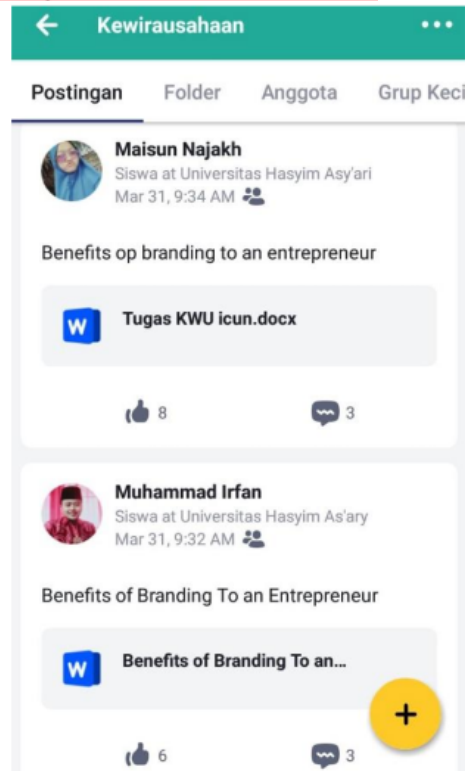 Kewirausahaan
Postingan Folder Anggota Grup Keci
Maisun Najakh
Siswa at Universitas Hasyim Asy'ari
Mar 31, 9:34 AM
Benefits op branding to an entrepreneur
W Tugas KWU icun.docx
8 3
Muhammad Irfan
Siswa at Universitas Hasyim As'ary
Mar 31, 9:32 AM
Benefits of Branding To an Entrepreneur
W Benefits of Branding To an...
+
6 3